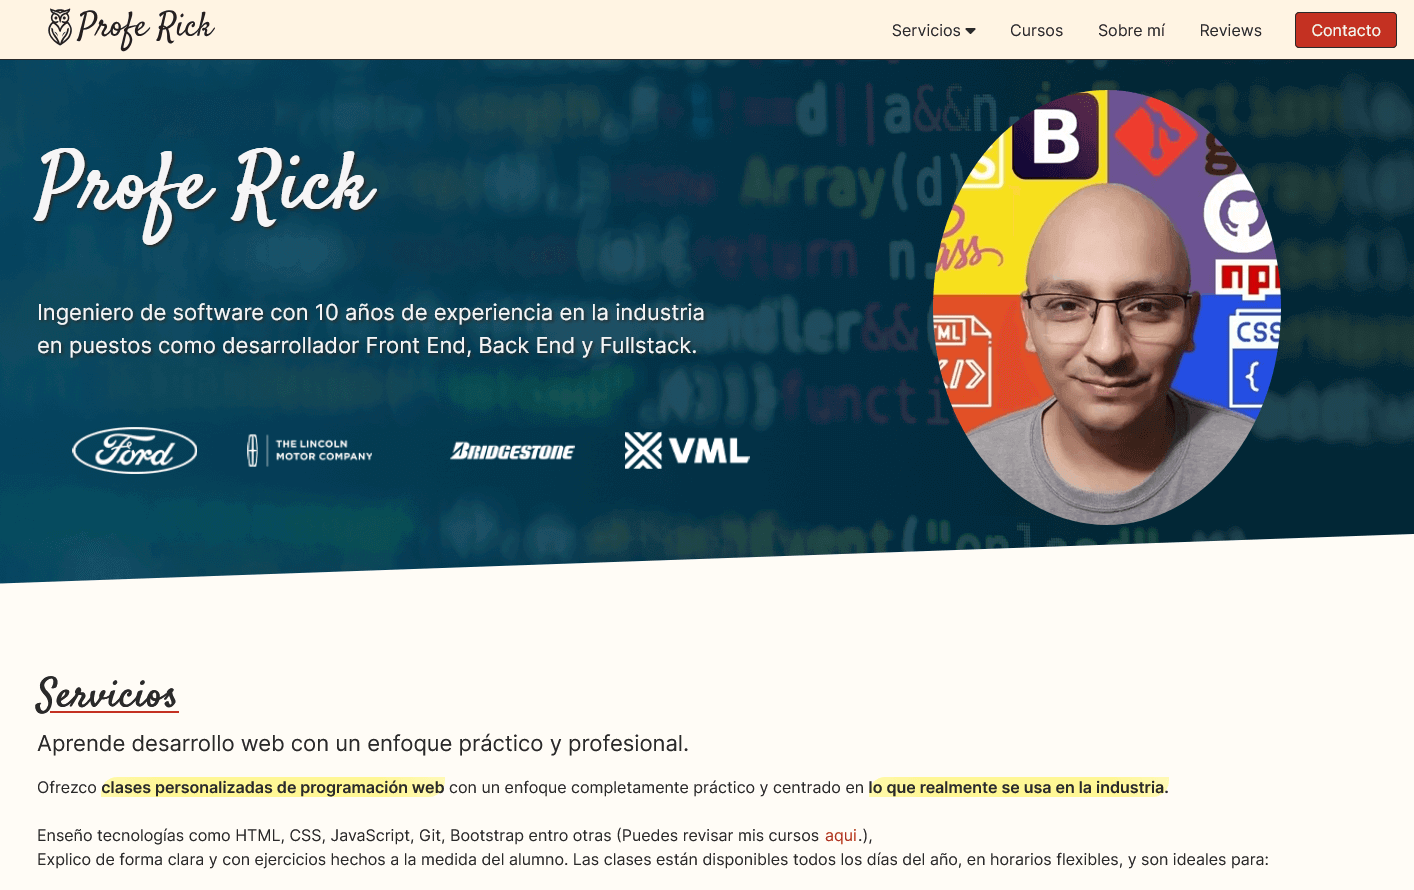 Profe Rick
Servicios
Cursos
Sobre mí
Reviews
Contacto
Profe Rick
Ingeniero de software con 10 años de experiencia en la industria
en puestos como desarrollador Front End, Back End y Fullstack.
Ford
THE LINCOLN
MOTOR COMPANY
BRIDGESTONE
VML
d||a&&n.
Array(d)
return n.
function
("onload"
B
npm
CSS
{
</>
Servicios
Aprende desarrollo web con un enfoque práctico y profesional.
Ofrezco clases personalizadas de programación web con un enfoque completamente práctico y centrado en lo que realmente se usa en la industria.
Enseño tecnologías como HTML, CSS, JavaScript, Git, Bootstrap entro otras (Puedes revisar mis cursos aqui.),
Explico de forma clara y con ejercicios hechos a la medida del alumno. Las clases están disponibles todos los días del año, en horarios flexibles, y son ideales para: